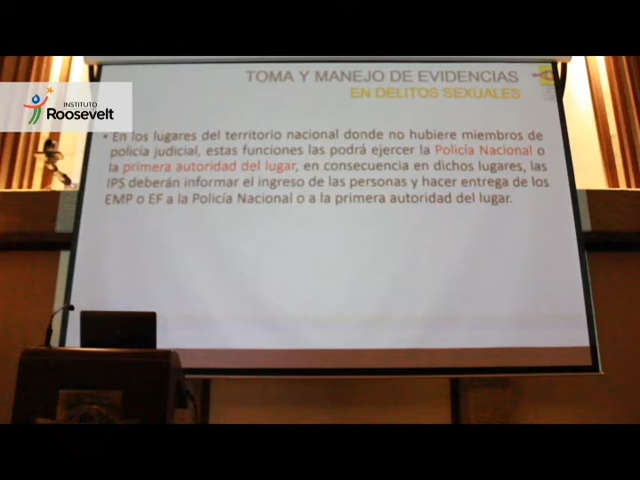 INSTITUTO
Roosevelt
TOMA Y MANEJO DE EVIDENCIAS
EN DELITOS SEXUALES
• En los lugares del territorio nacional donde no hubiere miembros de
policía judicial, estas funciones las podrá ejercer la Policía Nacional o
la primera autoridad del lugar, en consecuencia en dichos lugares, las
IPS deberán informar el ingreso de las personas y hacer entrega de los
EMP o EF a la Policía Nacional o a la primera autoridad del lugar.